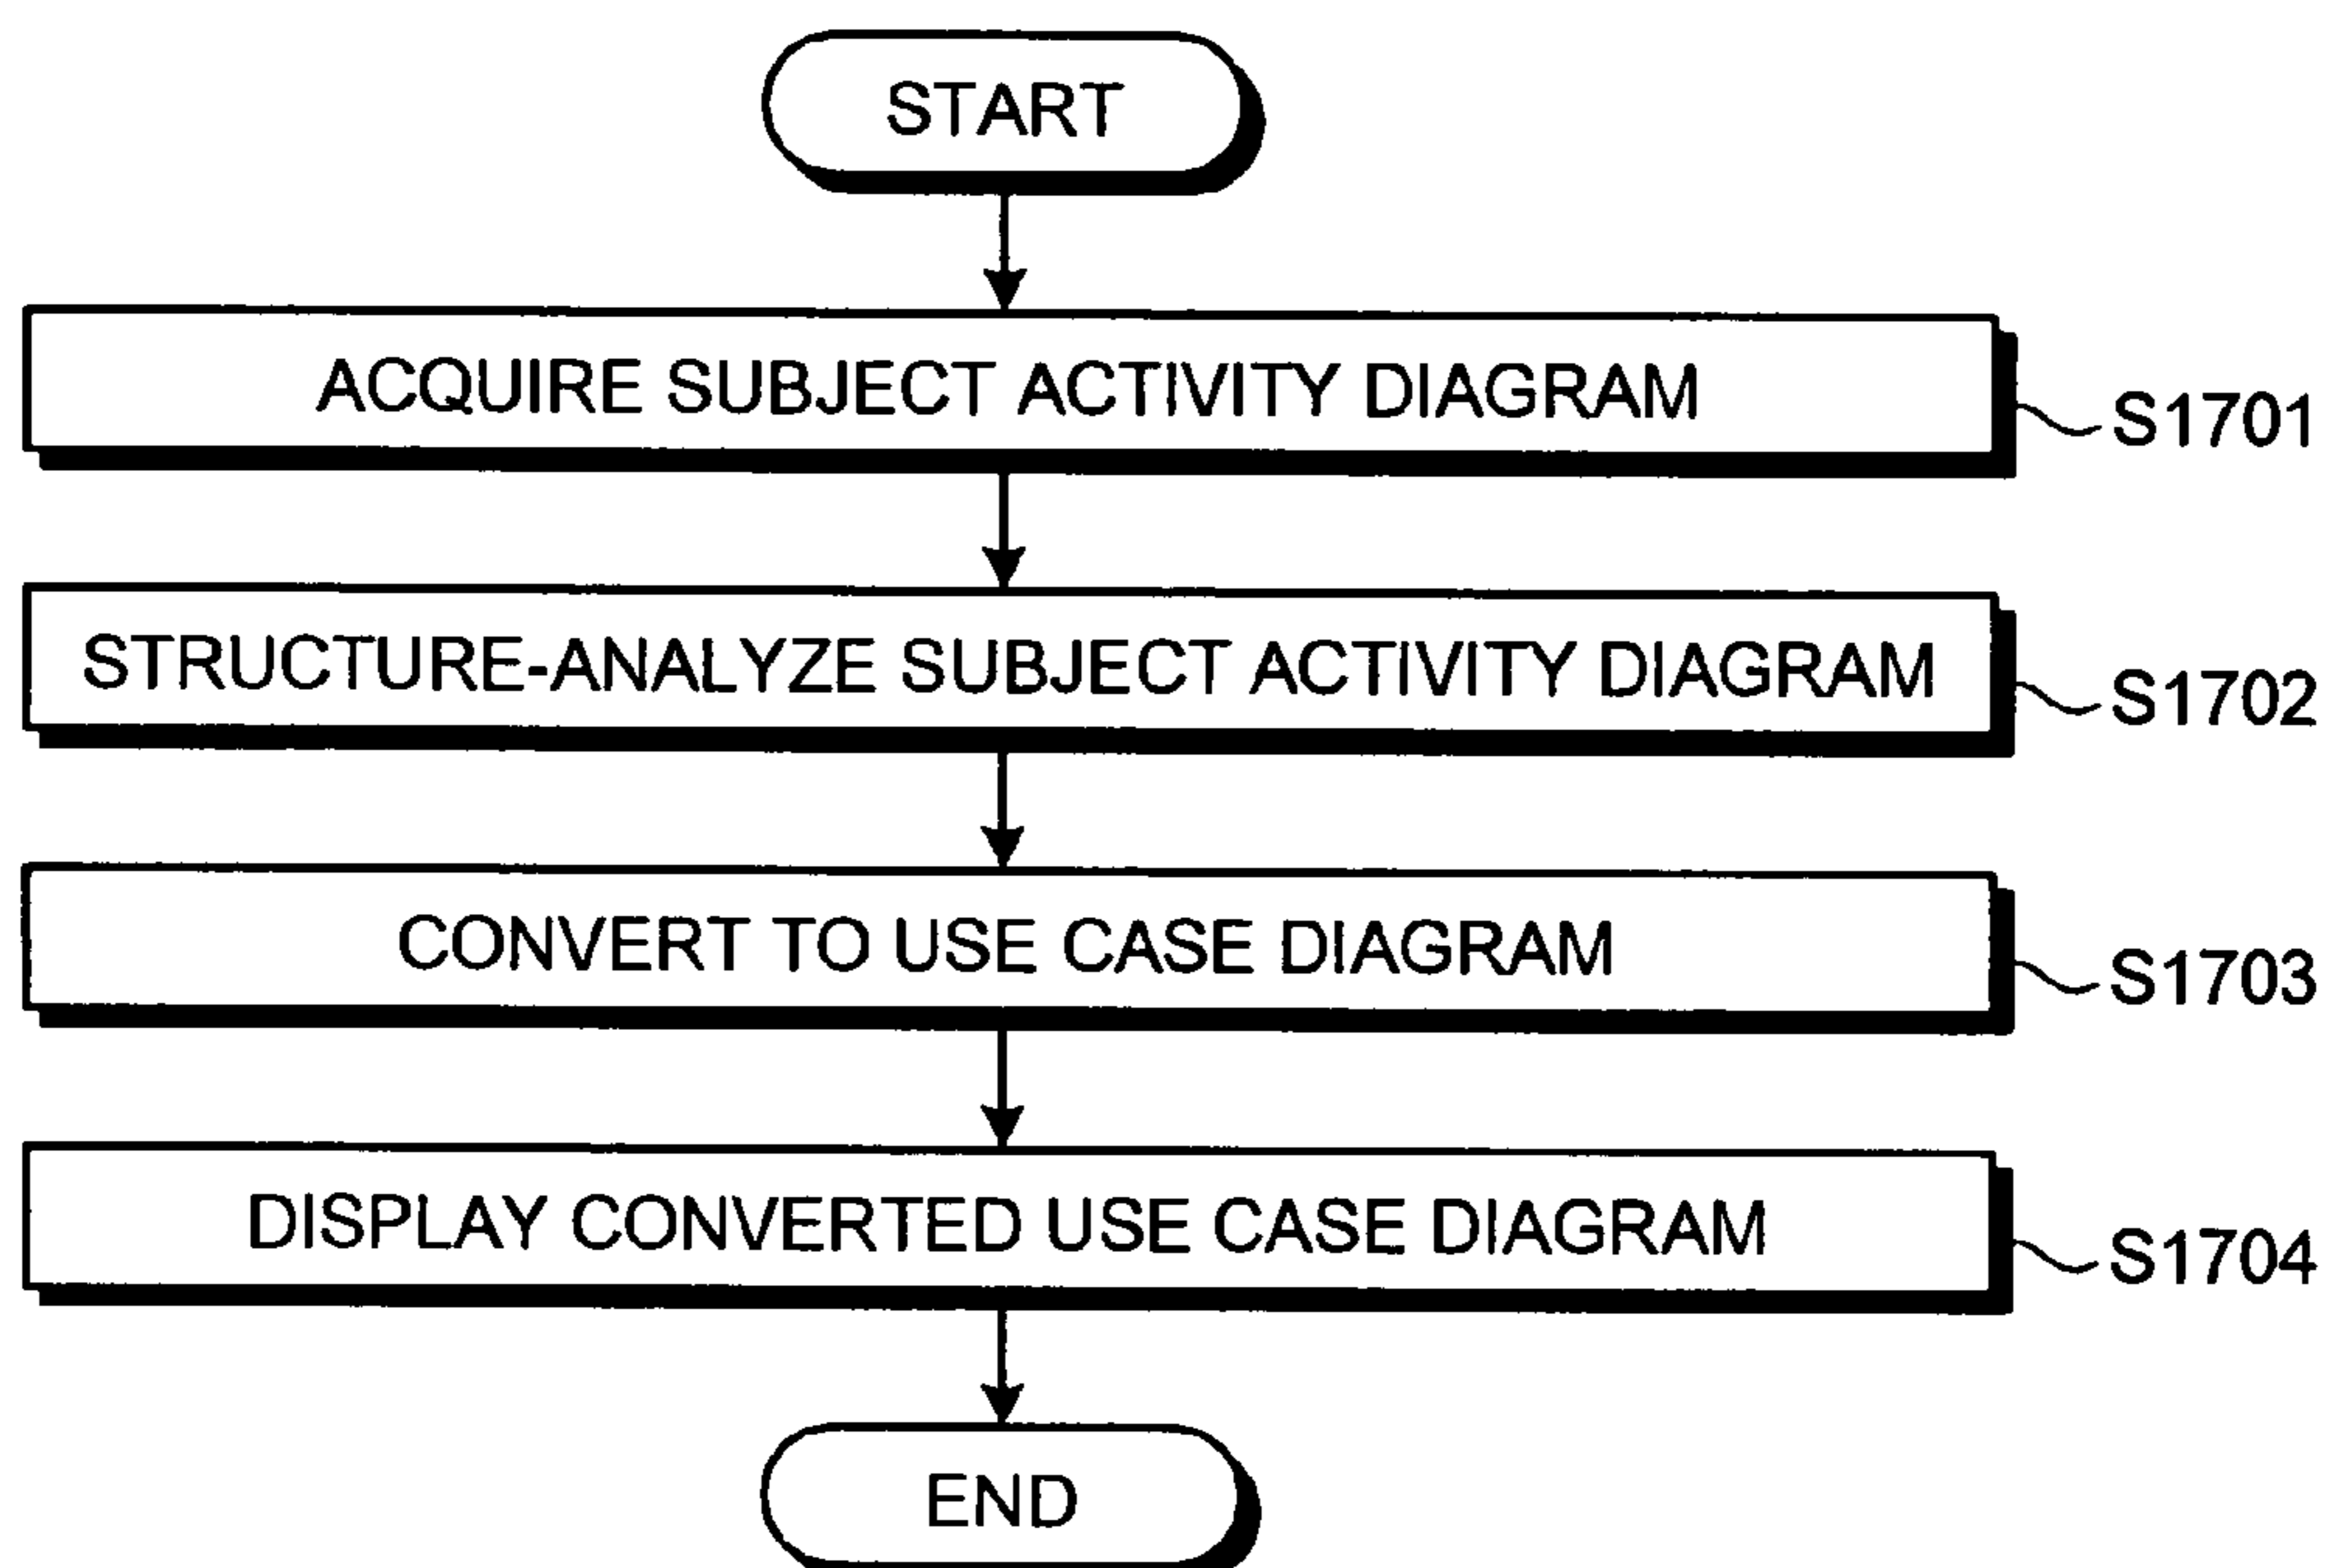 START
ACQUIRE SUBJECT ACTIVITY DIAGRAM
S1701
STRUCTURE-ANALYZE SUBJECT ACTIVITY DIAGRAM
S1702
CONVERT TO USE CASE DIAGRAM
S1703
DISPLAY CONVERTED USE CASE DIAGRAM
S1704
END